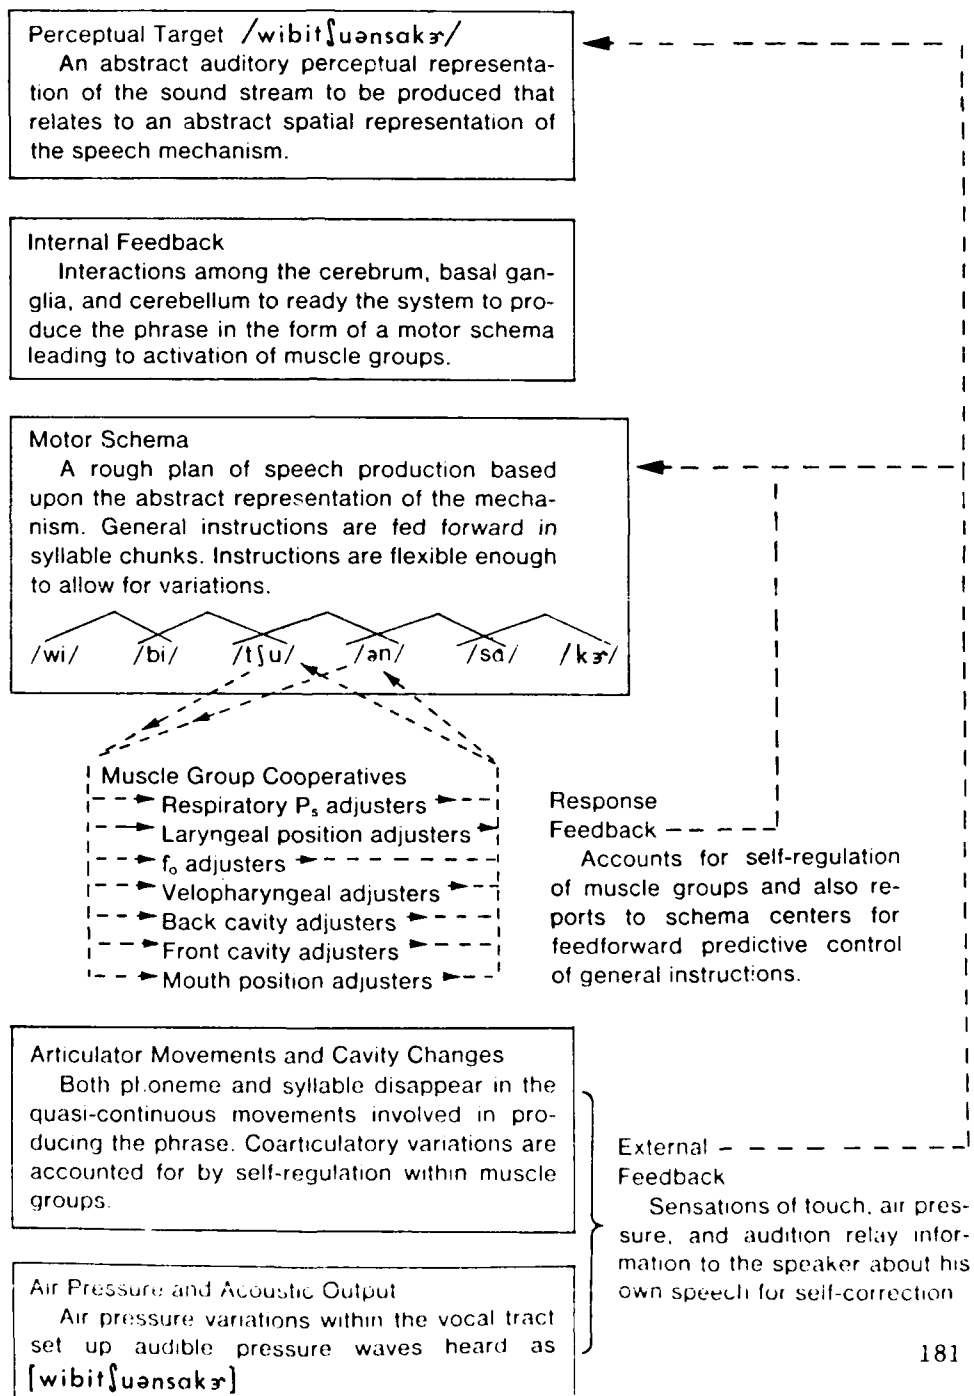 Perceptual Target /wibitʃuənsɑkɝ/
An abstract auditory perceptual representa-
tion of the sound stream to be produced that
relates to an abstract spatial representation of
the speech mechanism.
Internal Feedback
Interactions among the cerebrum, basal gan-
glia, and cerebellum to ready the system to pro-
duce the phrase in the form of a motor schema
leading to activation of muscle groups.
Motor Schema
A rough plan of speech production based
upon the abstract representation of the mecha-
nism. General instructions are fed forward in
syllable chunks. Instructions are flexible enough
to allow for variations.
/wi/ /bi/ /tʃu/ /ən/ /sɑ/ /kɝ/
Muscle Group Cooperatives
Respiratory Pₛ adjusters
Laryngeal position adjusters
fₒ adjusters
Velopharyngeal adjusters
Back cavity adjusters
Front cavity adjusters
Mouth position adjusters
Response
Feedback
Accounts for self-regulation
of muscle groups and also re-
ports to schema centers for
feedforward predictive control
of general instructions.
Articulator Movements and Cavity Changes
Both phoneme and syllable disappear in the
quasi-continuous movements involved in pro-
ducing the phrase. Coarticulatory variations are
accounted for by self-regulation within muscle
groups.
External
Feedback
Sensations of touch, air pres-
sure, and audition relay infor-
mation to the speaker about his
own speech for self-correction
Air Pressure and Acoustic Output
Air pressure variations within the vocal tract
set up audible pressure waves heard as
[wibitʃuənsɑkɝ]
181